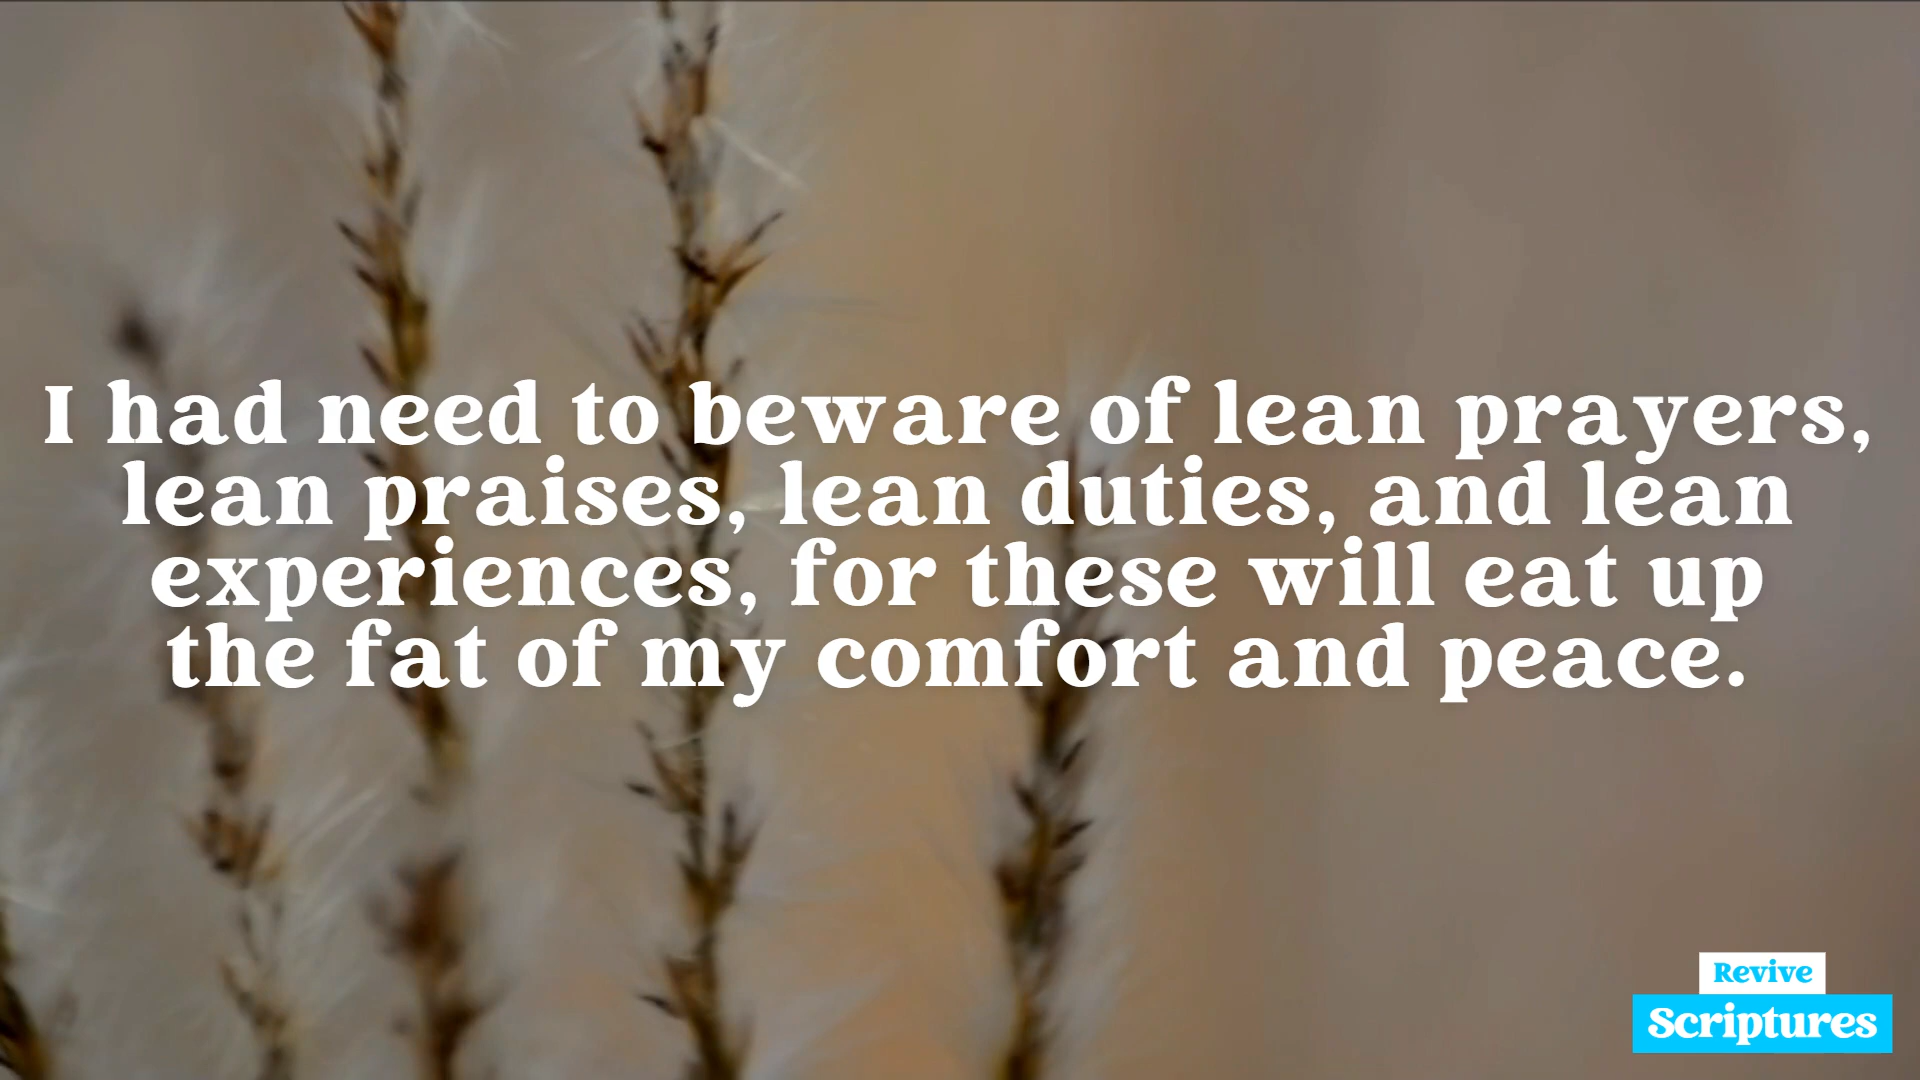 I had need to beware of lean prayers,
lean praises, lean duties, and lean
experiences, for these will eat up
the fat of my comfort and peace.
Revive
Scriptures